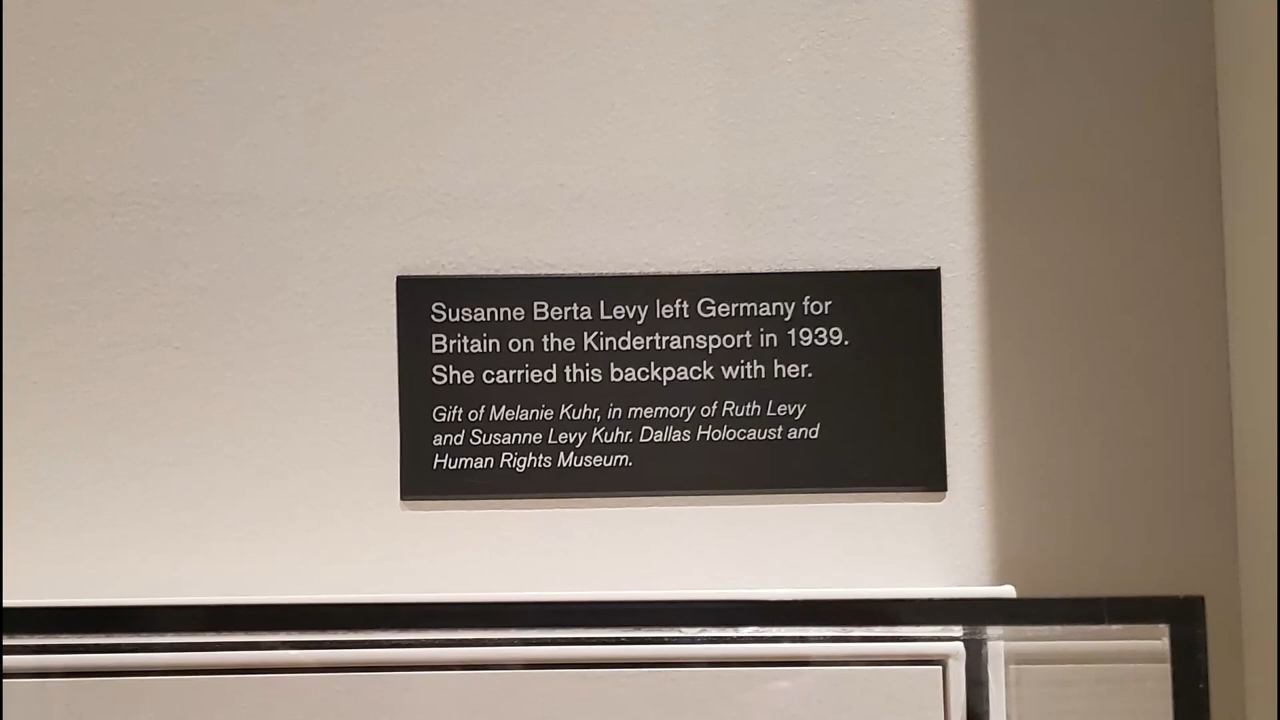 Susanne Berta Levy left Germany for
Britain on the Kindertransport in 1939.
She carried this backpack with her.
Gift of Melanie Kuhr, in memory of Ruth Levy
and Susanne Levy Kuhr. Dallas Holocaust and
Human Rights Museum.